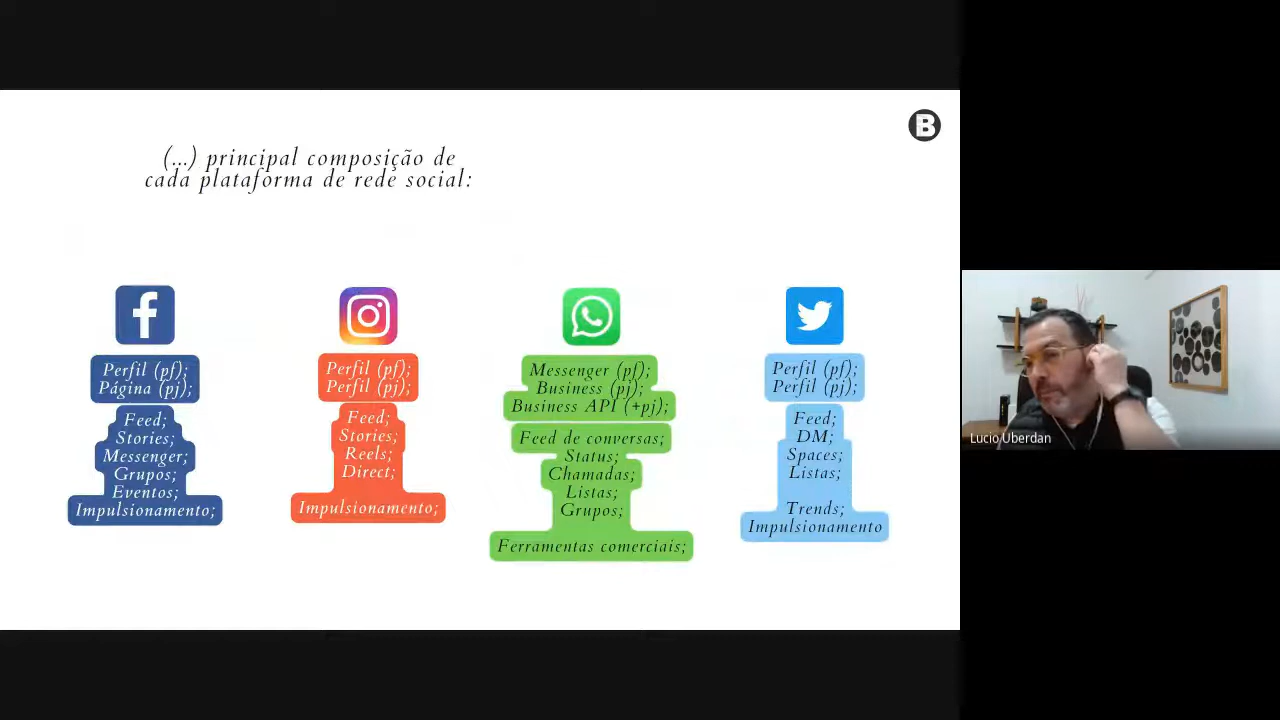 B
(...) principal composição de
cada plataforma de rede social:
Perfil (pf);
Página (pj);
Feed;
Stories;
Messenger;
Grupos;
Eventos;
Impulsionamento;
Perfil (pf);
Perfil (pj);
Feed;
Stories;
Reels;
Direct;
Impulsionamento;
Messenger (pf);
Business (pj);
Business API (+pj);
Feed de conversas;
Status;
Chamadas;
Listas;
Grupos;
Ferramentas comerciais;
Perfil (pf);
Perfil (pj);
Feed;
DM;
Spaces;
Listas;
Trends;
Impulsionamento
Lucio Uberdan